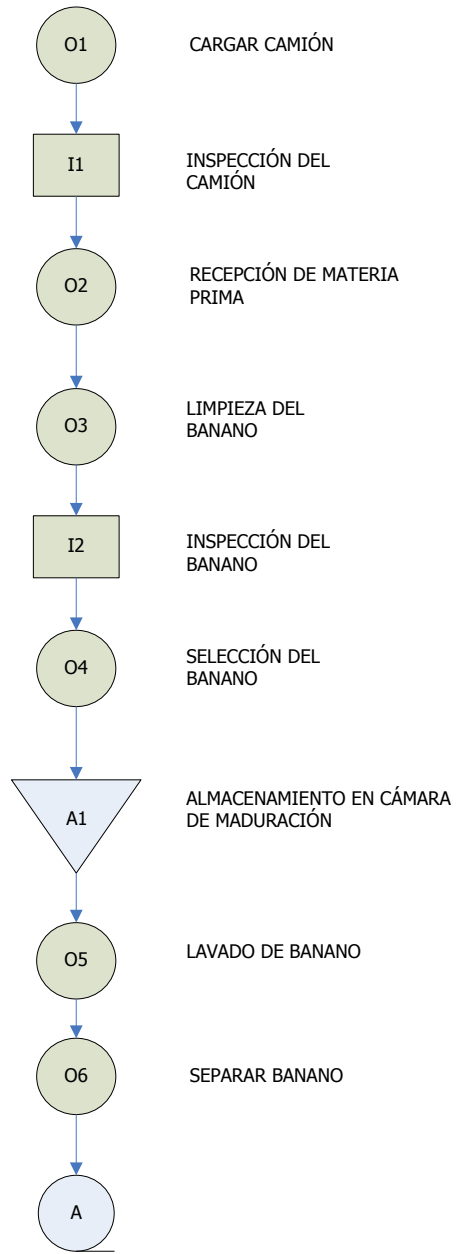 O1
CARGAR CAMIÓN
I1
INSPECCIÓN DEL
CAMIÓN
O2
RECEPCIÓN DE MATERIA
PRIMA
O3
LIMPIEZA DEL
BANANO
I2
INSPECCIÓN DEL
BANANO
O4
SELECCIÓN DEL
BANANO
A1
ALMACENAMIENTO EN CÁMARA
DE MADURACIÓN
O5
LAVADO DE BANANO
O6
SEPARAR BANANO
A